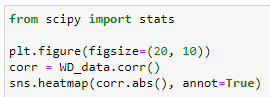 from scipy import stats
plt.figure(figsize=(20, 10))
corr = WD_data.corr()
sns.heatmap(corr.abs(), annot=True)